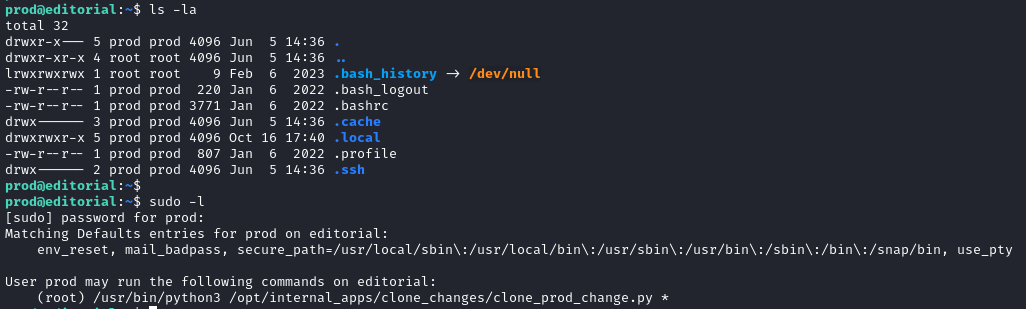 prod@editorial:~$ ls -la
total 32
drwxr-x--- 5 prod prod 4096 Jun  5 14:36 .
drwxr-xr-x 4 root root 4096 Jun  5 14:36 ..
lrwxrwxrwx 1 root root    9 Feb  6  2023 .bash_history -> /dev/null
-rw-r--r-- 1 prod prod  220 Jan  6  2022 .bash_logout
-rw-r--r-- 1 prod prod 3771 Jan  6  2022 .bashrc
drwx------ 3 prod prod 4096 Jun  5 14:36 .cache
drwxrwxr-x 5 prod prod 4096 Oct 16 17:40 .local
-rw-r--r-- 1 prod prod  807 Jan  6  2022 .profile
drwx------ 2 prod prod 4096 Jun  5 14:36 .ssh
prod@editorial:~$
prod@editorial:~$ sudo -l
[sudo] password for prod:
Matching Defaults entries for prod on editorial:
    env_reset, mail_badpass, secure_path=/usr/local/sbin\:/usr/local/bin\:/usr/sbin\:/usr/bin\:/sbin\:/bin\:/snap/bin, use_pty

User prod may run the following commands on editorial:
    (root) /usr/bin/python3 /opt/internal_apps/clone_changes/clone_prod_change.py *